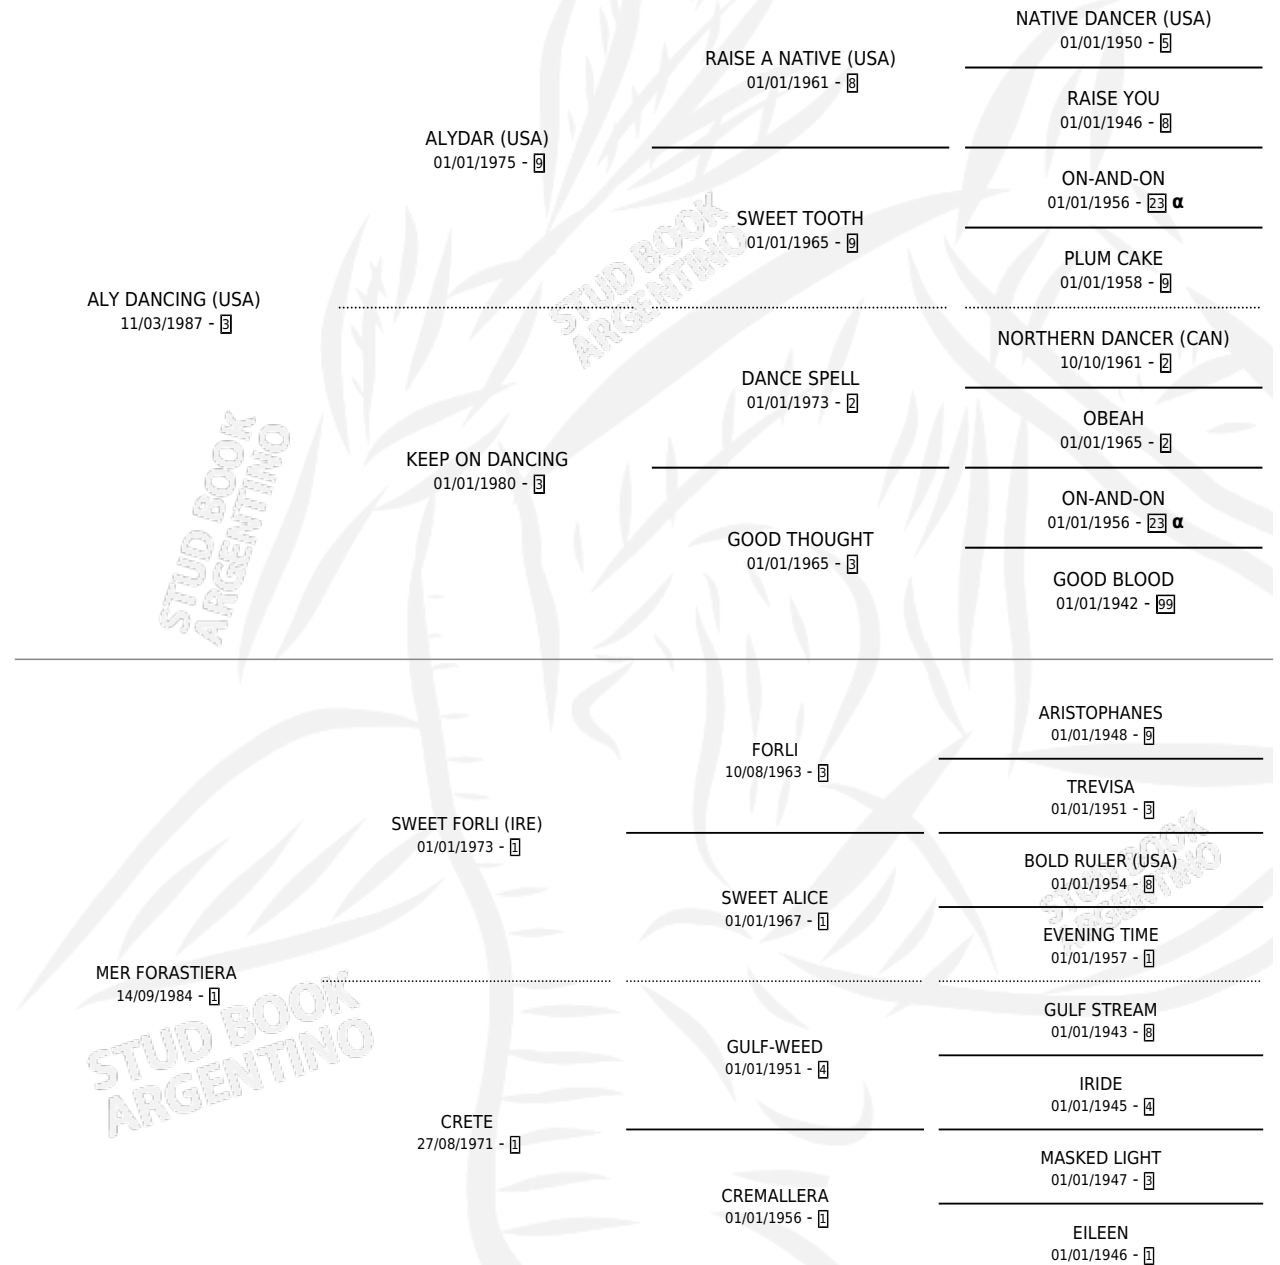 NATIVE DANCER (USA)
01/01/1950 - 5
RAISE A NATIVE (USA)
01/01/1961 - 8
RAISE YOU
01/01/1946 - 8
ALYDAR (USA)
01/01/1975 - 9
ON-AND-ON
01/01/1956 - 23 α
SWEET TOOTH
01/01/1965 - 9
PLUM CAKE
01/01/1958 - 9
ALY DANCING (USA)
11/03/1987 - 3
STUD BOOK
ARGENTINO
NORTHERN DANCER (CAN)
10/10/1961 - 2
DANCE SPELL
01/01/1973 - 2
OBEAH
01/01/1965 - 2
KEEP ON DANCING
01/01/1980 - 3
STUD BOOK
ARGENTINO
ON-AND-ON
01/01/1956 - 23 α
GOOD THOUGHT
01/01/1965 - 3
GOOD BLOOD
01/01/1942 - 99
ARISTOPHANES
01/01/1948 - 9
FORLI
10/08/1963 - 3
TREVISA
01/01/1951 - 3
SWEET FORLI (IRE)
01/01/1973 - 1
BOLD RULER (USA)
01/01/1954 - 8
STUD BOOK
ARGENTINO
SWEET ALICE
01/01/1967 - 1
EVENING TIME
01/01/1957 - 1
MER FORASTIERA
14/09/1984 - 1
STUD BOOK
ARGENTINO
GULF STREAM
01/01/1943 - 8
GULF-WEED
01/01/1951 - 4
IRIDE
01/01/1945 - 4
CRETE
27/08/1971 - 1
MASKED LIGHT
01/01/1947 - 3
CREMALLERA
01/01/1956 - 1
EILEEN
01/01/1946 - 1